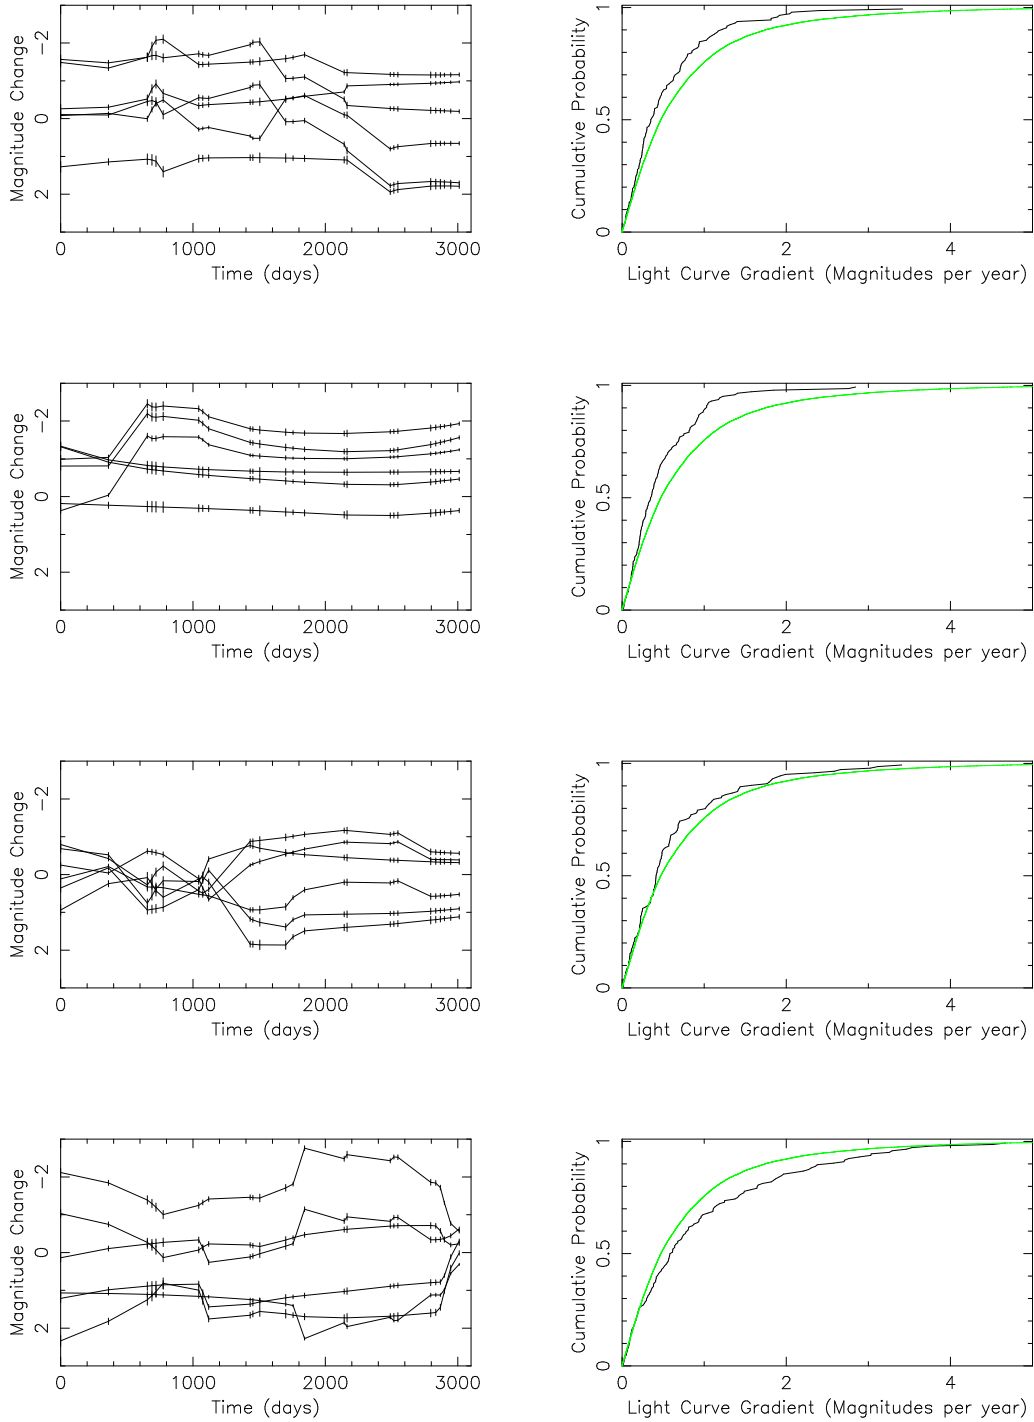 Magnitude Change
-2
0
2
0 1000 2000 3000
Time (days)
Cumulative Probability
1
0.5
0
0 2 4
Light Curve Gradient (Magnitudes per year)
Magnitude Change
-2
0
2
0 1000 2000 3000
Time (days)
Cumulative Probability
1
0.5
0
0 2 4
Light Curve Gradient (Magnitudes per year)
Magnitude Change
-2
0
2
0 1000 2000 3000
Time (days)
Cumulative Probability
1
0.5
0
0 2 4
Light Curve Gradient (Magnitudes per year)
Magnitude Change
-2
0
2
0 1000 2000 3000
Time (days)
Cumulative Probability
1
0.5
0
0 2 4
Light Curve Gradient (Magnitudes per year)